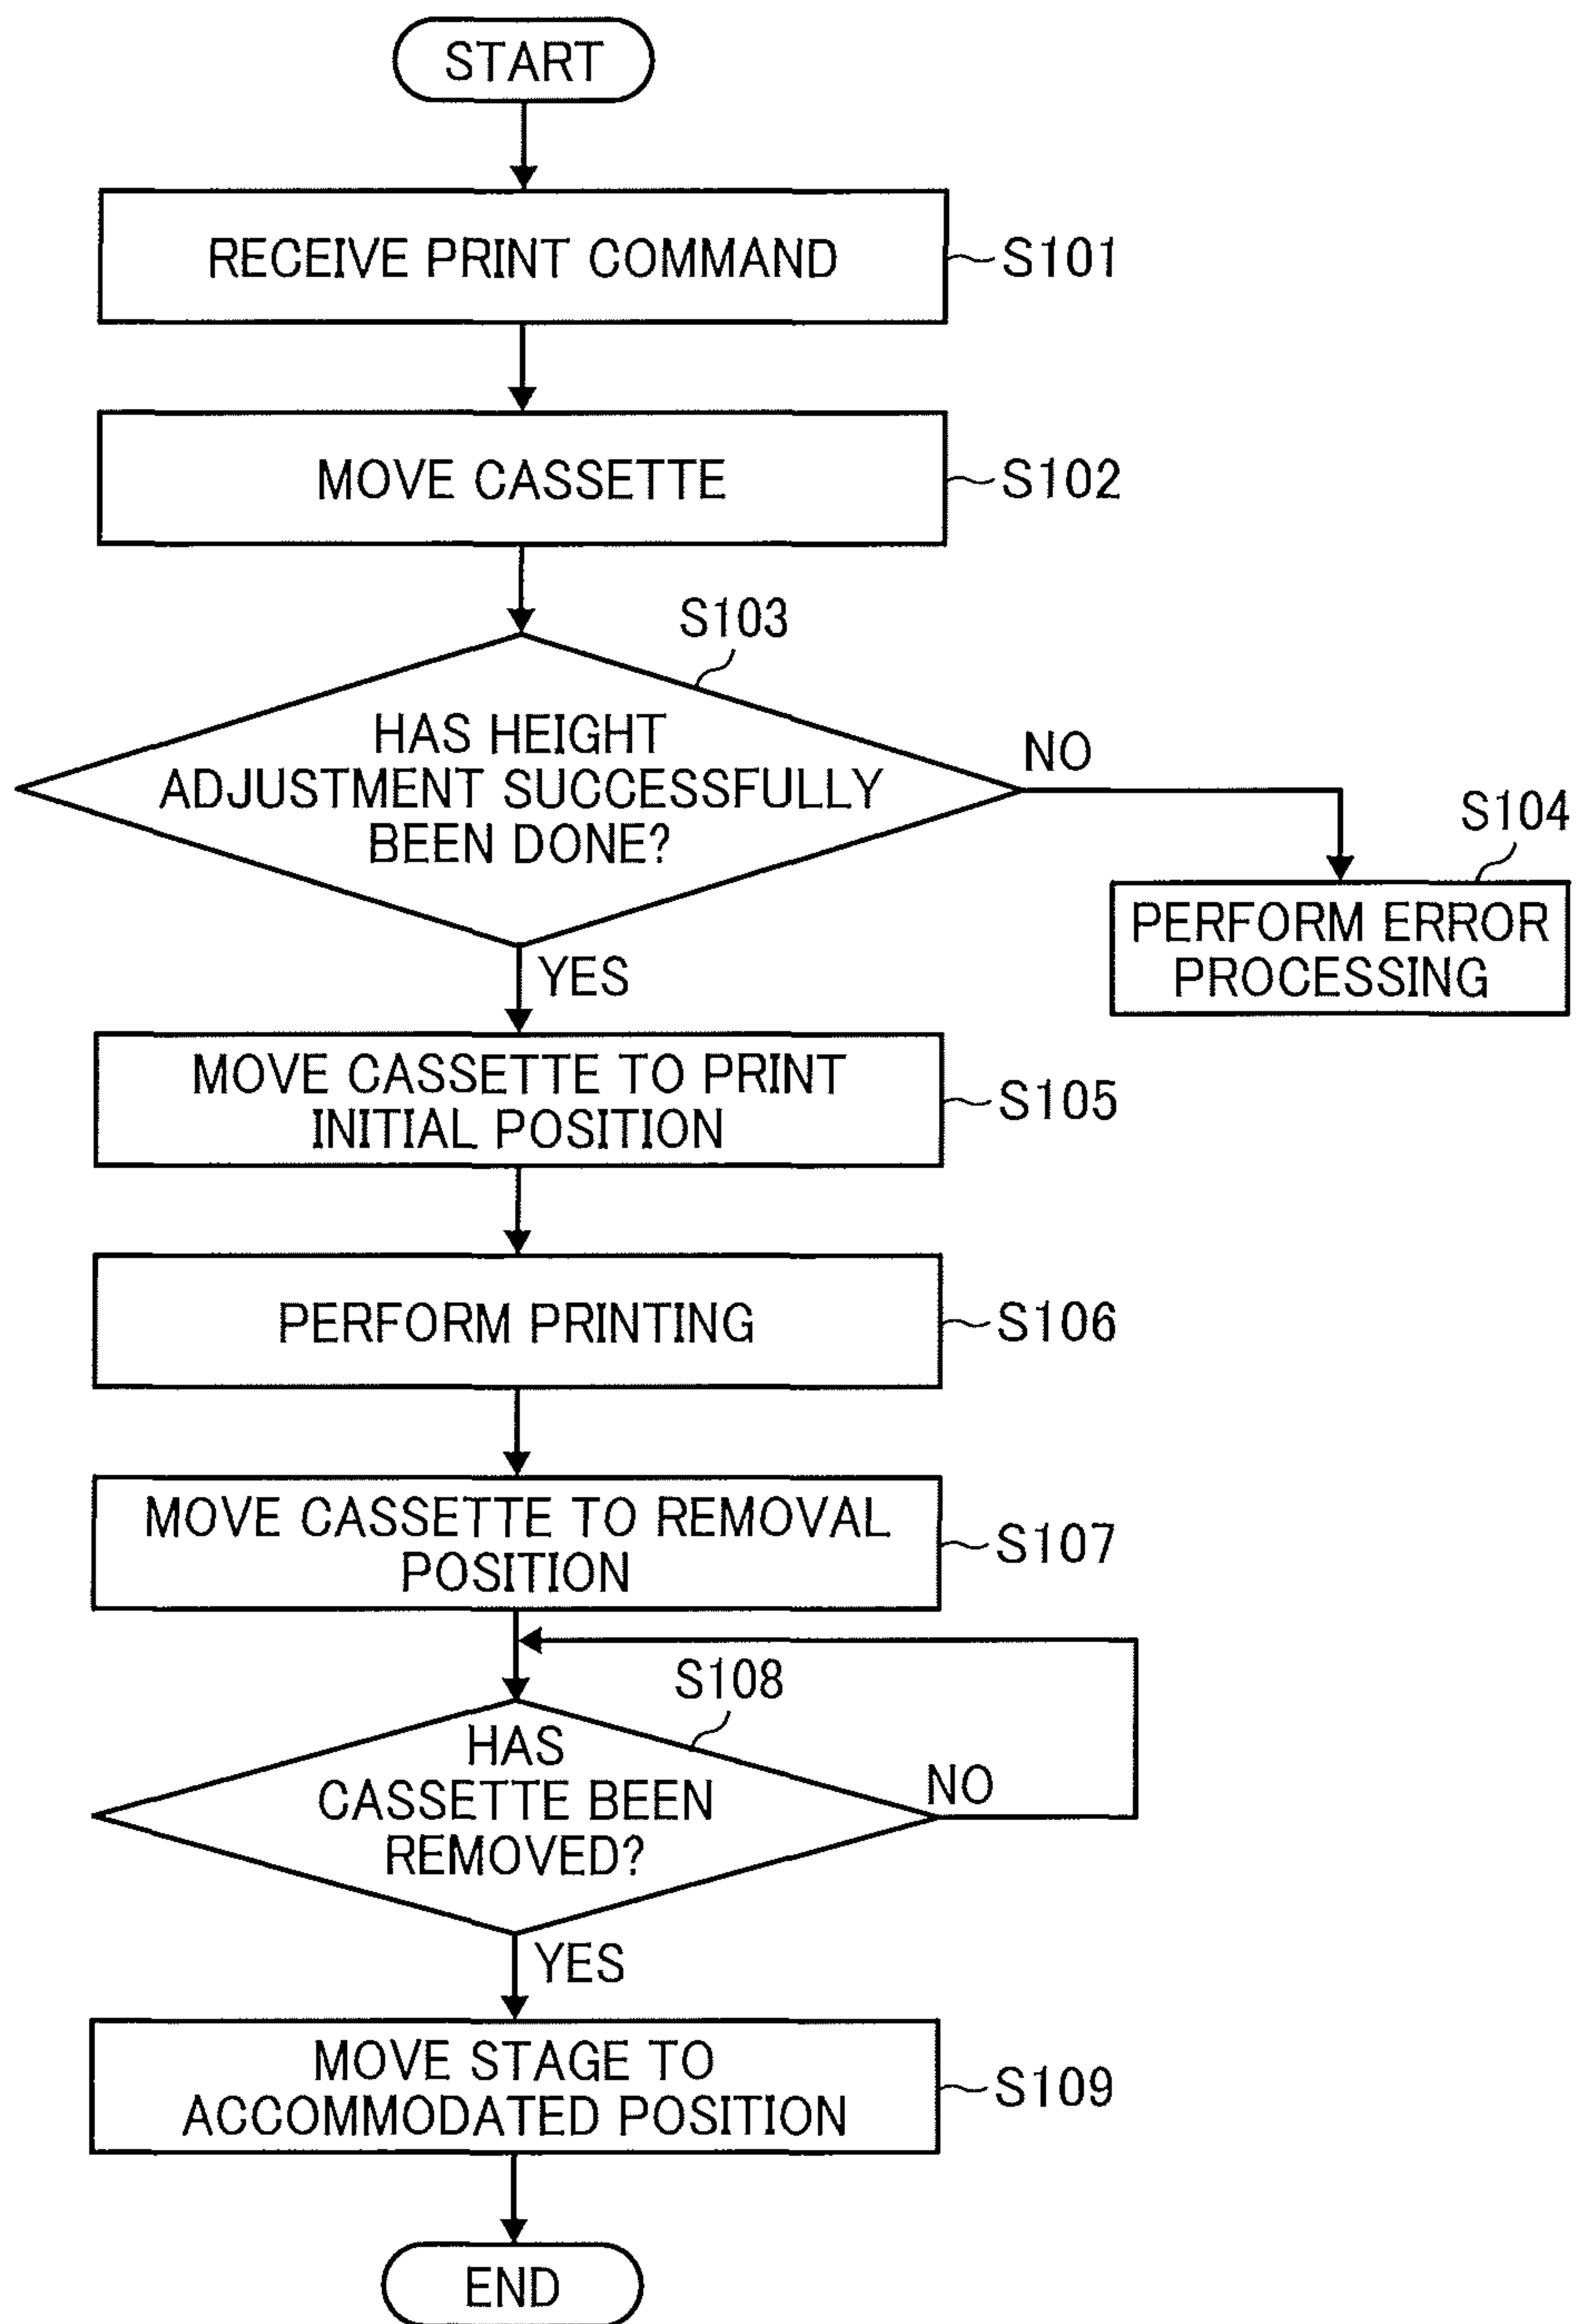 START
RECEIVE PRINT COMMAND
S101
MOVE CASSETTE
S102
S103
HAS HEIGHT
ADJUSTMENT SUCCESSFULLY
BEEN DONE?
NO
S104
PERFORM ERROR
PROCESSING
YES
MOVE CASSETTE TO PRINT
INITIAL POSITION
S105
PERFORM PRINTING
S106
MOVE CASSETTE TO REMOVAL
POSITION
S107
S108
HAS
CASSETTE BEEN
REMOVED?
NO
YES
MOVE STAGE TO
ACCOMMODATED POSITION
S109
END